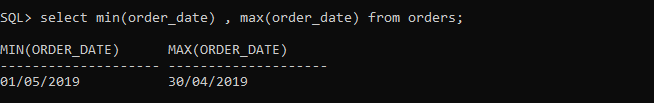 SQL> select min(order_date) , max(order_date) from orders;
MIN(ORDER_DATE) MAX(ORDER_DATE)
-------------------- --------------------
01/05/2019 30/04/2019